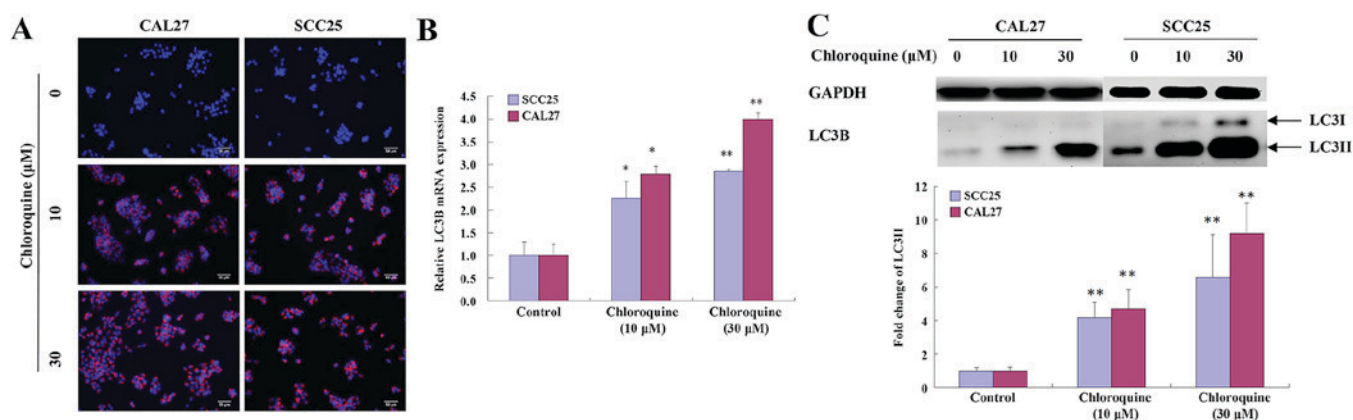 A
CAL27
SCC25
Chloroquine (μM)
0
10
30
B
Relative LC3B mRNA expression
4.5
4.0
3.5
3.0
2.5
2.0
1.5
1.0
0.5
0.0
SCC25
CAL27
*
*
**
**
Control
Chloroquine
(10 μM)
Chloroquine
(30 μM)
C
CAL27
SCC25
Chloroquine (μM)
0
10
30
0
10
30
GAPDH
LC3B
LC3I
LC3II
Fold change of LC3II
12
10
8
6
4
2
0
SCC25
CAL27
**
**
**
**
Control
Chloroquine
(10 μM)
Chloroquine
(30 μM)